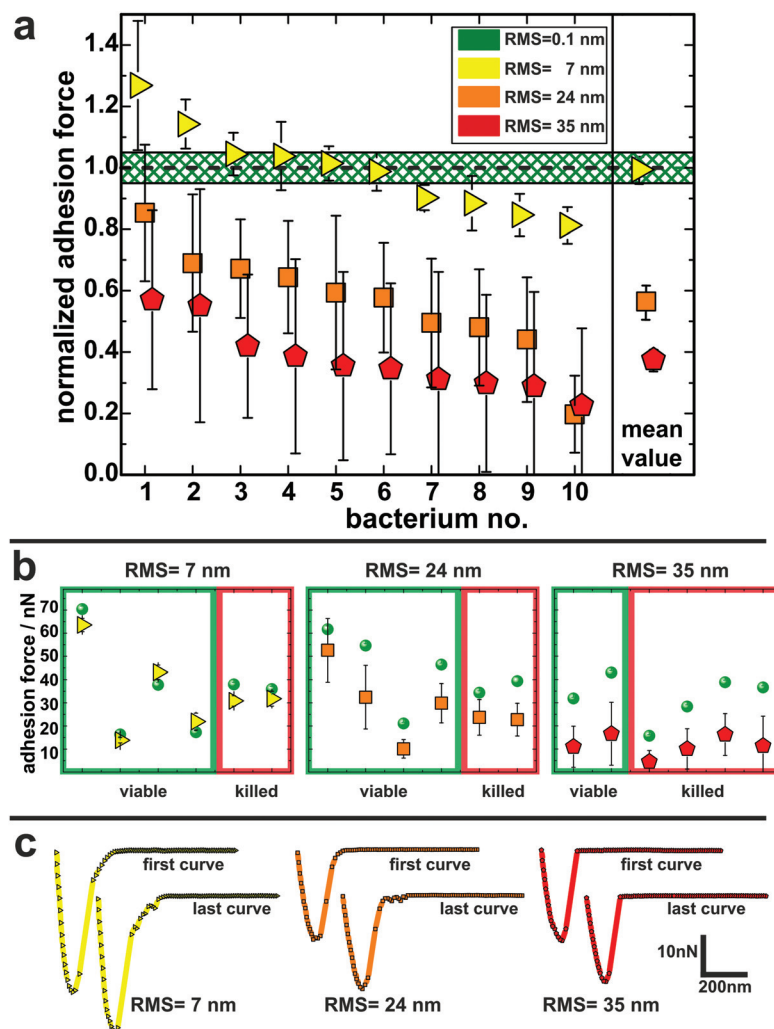 a
normalized adhesion force
1.4
1.2
1.0
0.8
0.6
0.4
0.2
0.0
RMS=0.1 nm
RMS= 7 nm
RMS= 24 nm
RMS= 35 nm
mean
value
1 2 3 4 5 6 7 8 9 10
bacterium no.
b
RMS= 7 nm RMS= 24 nm RMS= 35 nm
adhesion force / nN
70
60
50
40
30
20
10
viable killed viable killed viable killed
c
first curve first curve first curve
last curve last curve last curve
10nN
200nm
RMS= 7 nm RMS= 24 nm RMS= 35 nm